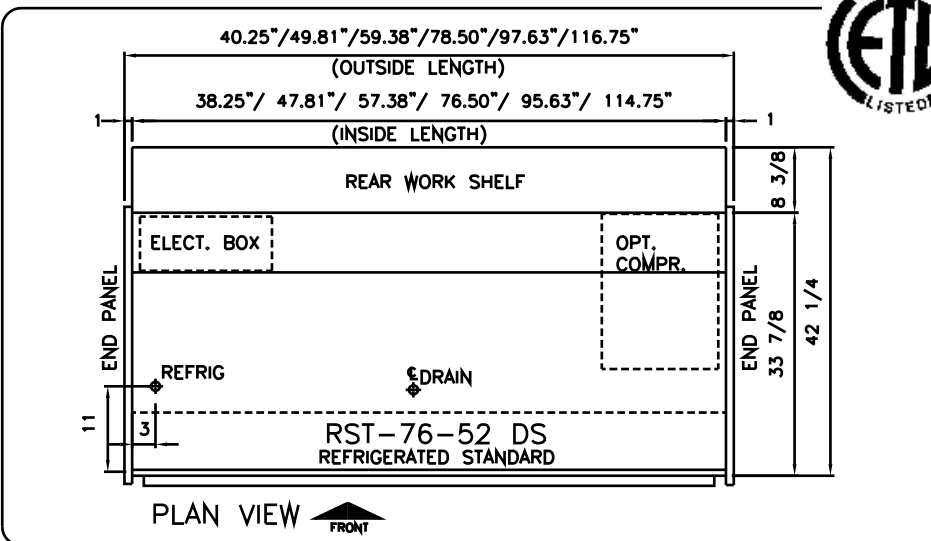 40.25"/49.81"/59.38"/78.50"/97.63"/116.75"
(OUTSIDE LENGTH)
38.25"/ 47.81"/ 57.38"/ 76.50"/ 95.63"/ 114.75"
1
1
(INSIDE LENGTH)
ETL
LISTED
REAR WORK SHELF
8 3/8
ELECT. BOX
OPT.
COMPR.
END PANEL
END PANEL
33 7/8
42 1/4
REFRIG
℄DRAIN
11
3
RST-76-52 DS
REFRIGERATED STANDARD
PLAN VIEW
FRONT